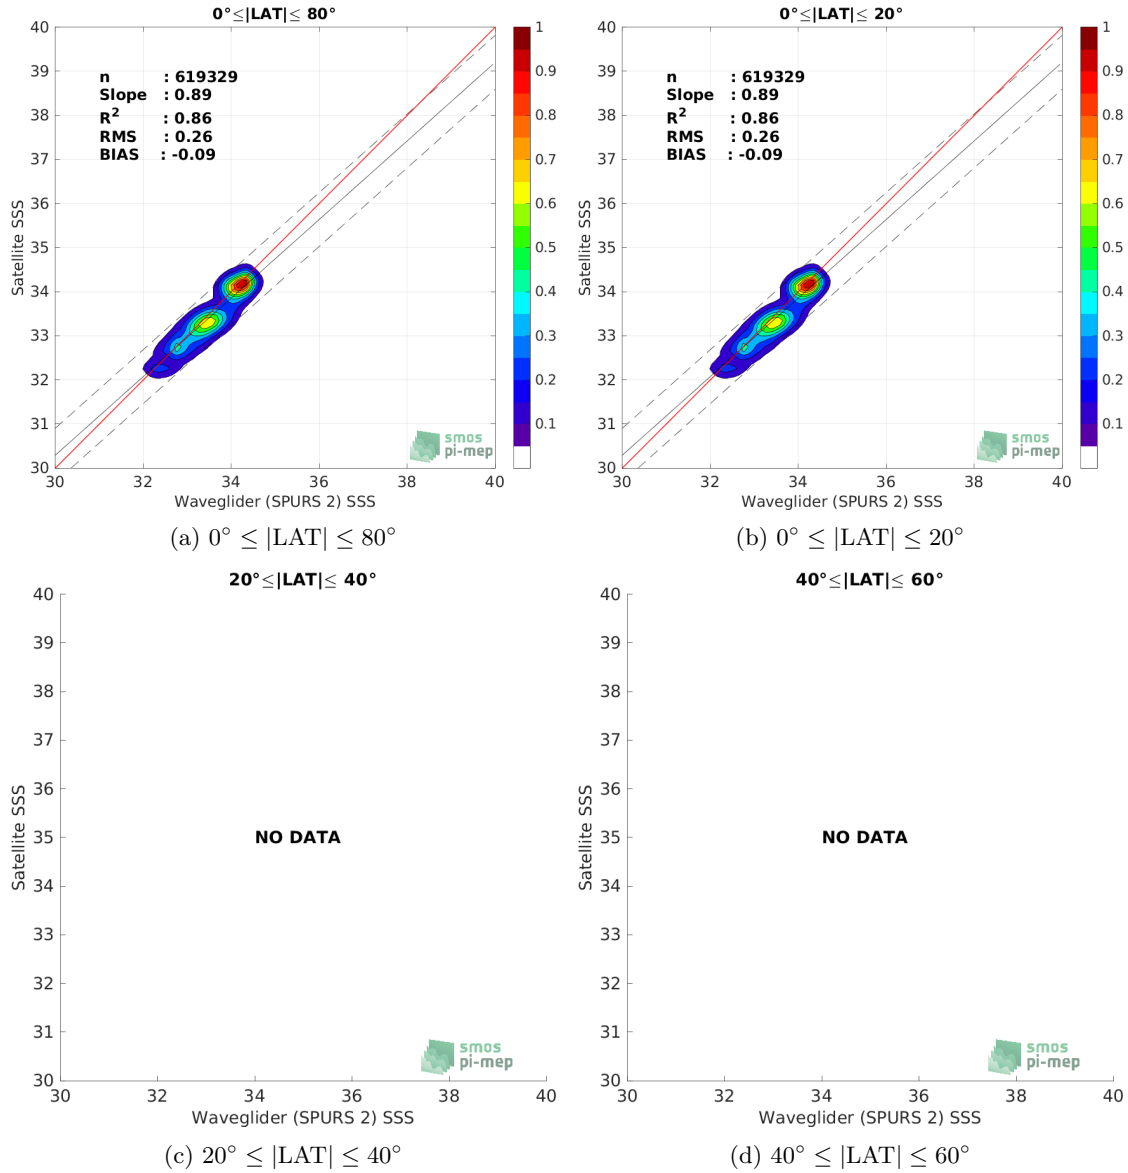 0°≤|LAT|≤ 80°
40
39
38
37
36
35
34
33
32
31
30
Satellite SSS
n : 619329
Slope : 0.89
R² : 0.86
RMS : 0.26
BIAS : -0.09
smos
pi-mep
30 32 34 36 38 40
Waveglider (SPURS 2) SSS
1
0.9
0.8
0.7
0.6
0.5
0.4
0.3
0.2
0.1
(a) 0° ≤ |LAT| ≤ 80°
0°≤|LAT|≤ 20°
40
39
38
37
36
35
34
33
32
31
30
Satellite SSS
n : 619329
Slope : 0.89
R² : 0.86
RMS : 0.26
BIAS : -0.09
smos
pi-mep
30 32 34 36 38 40
Waveglider (SPURS 2) SSS
1
0.9
0.8
0.7
0.6
0.5
0.4
0.3
0.2
0.1
(b) 0° ≤ |LAT| ≤ 20°
20°≤|LAT|≤ 40°
40
39
38
37
36
35
34
33
32
31
30
Satellite SSS
NO DATA
smos
pi-mep
30 32 34 36 38 40
Waveglider (SPURS 2) SSS
(c) 20° ≤ |LAT| ≤ 40°
40°≤|LAT|≤ 60°
40
39
38
37
36
35
34
33
32
31
30
Satellite SSS
NO DATA
smos
pi-mep
30 32 34 36 38 40
Waveglider (SPURS 2) SSS
(d) 40° ≤ |LAT| ≤ 60°